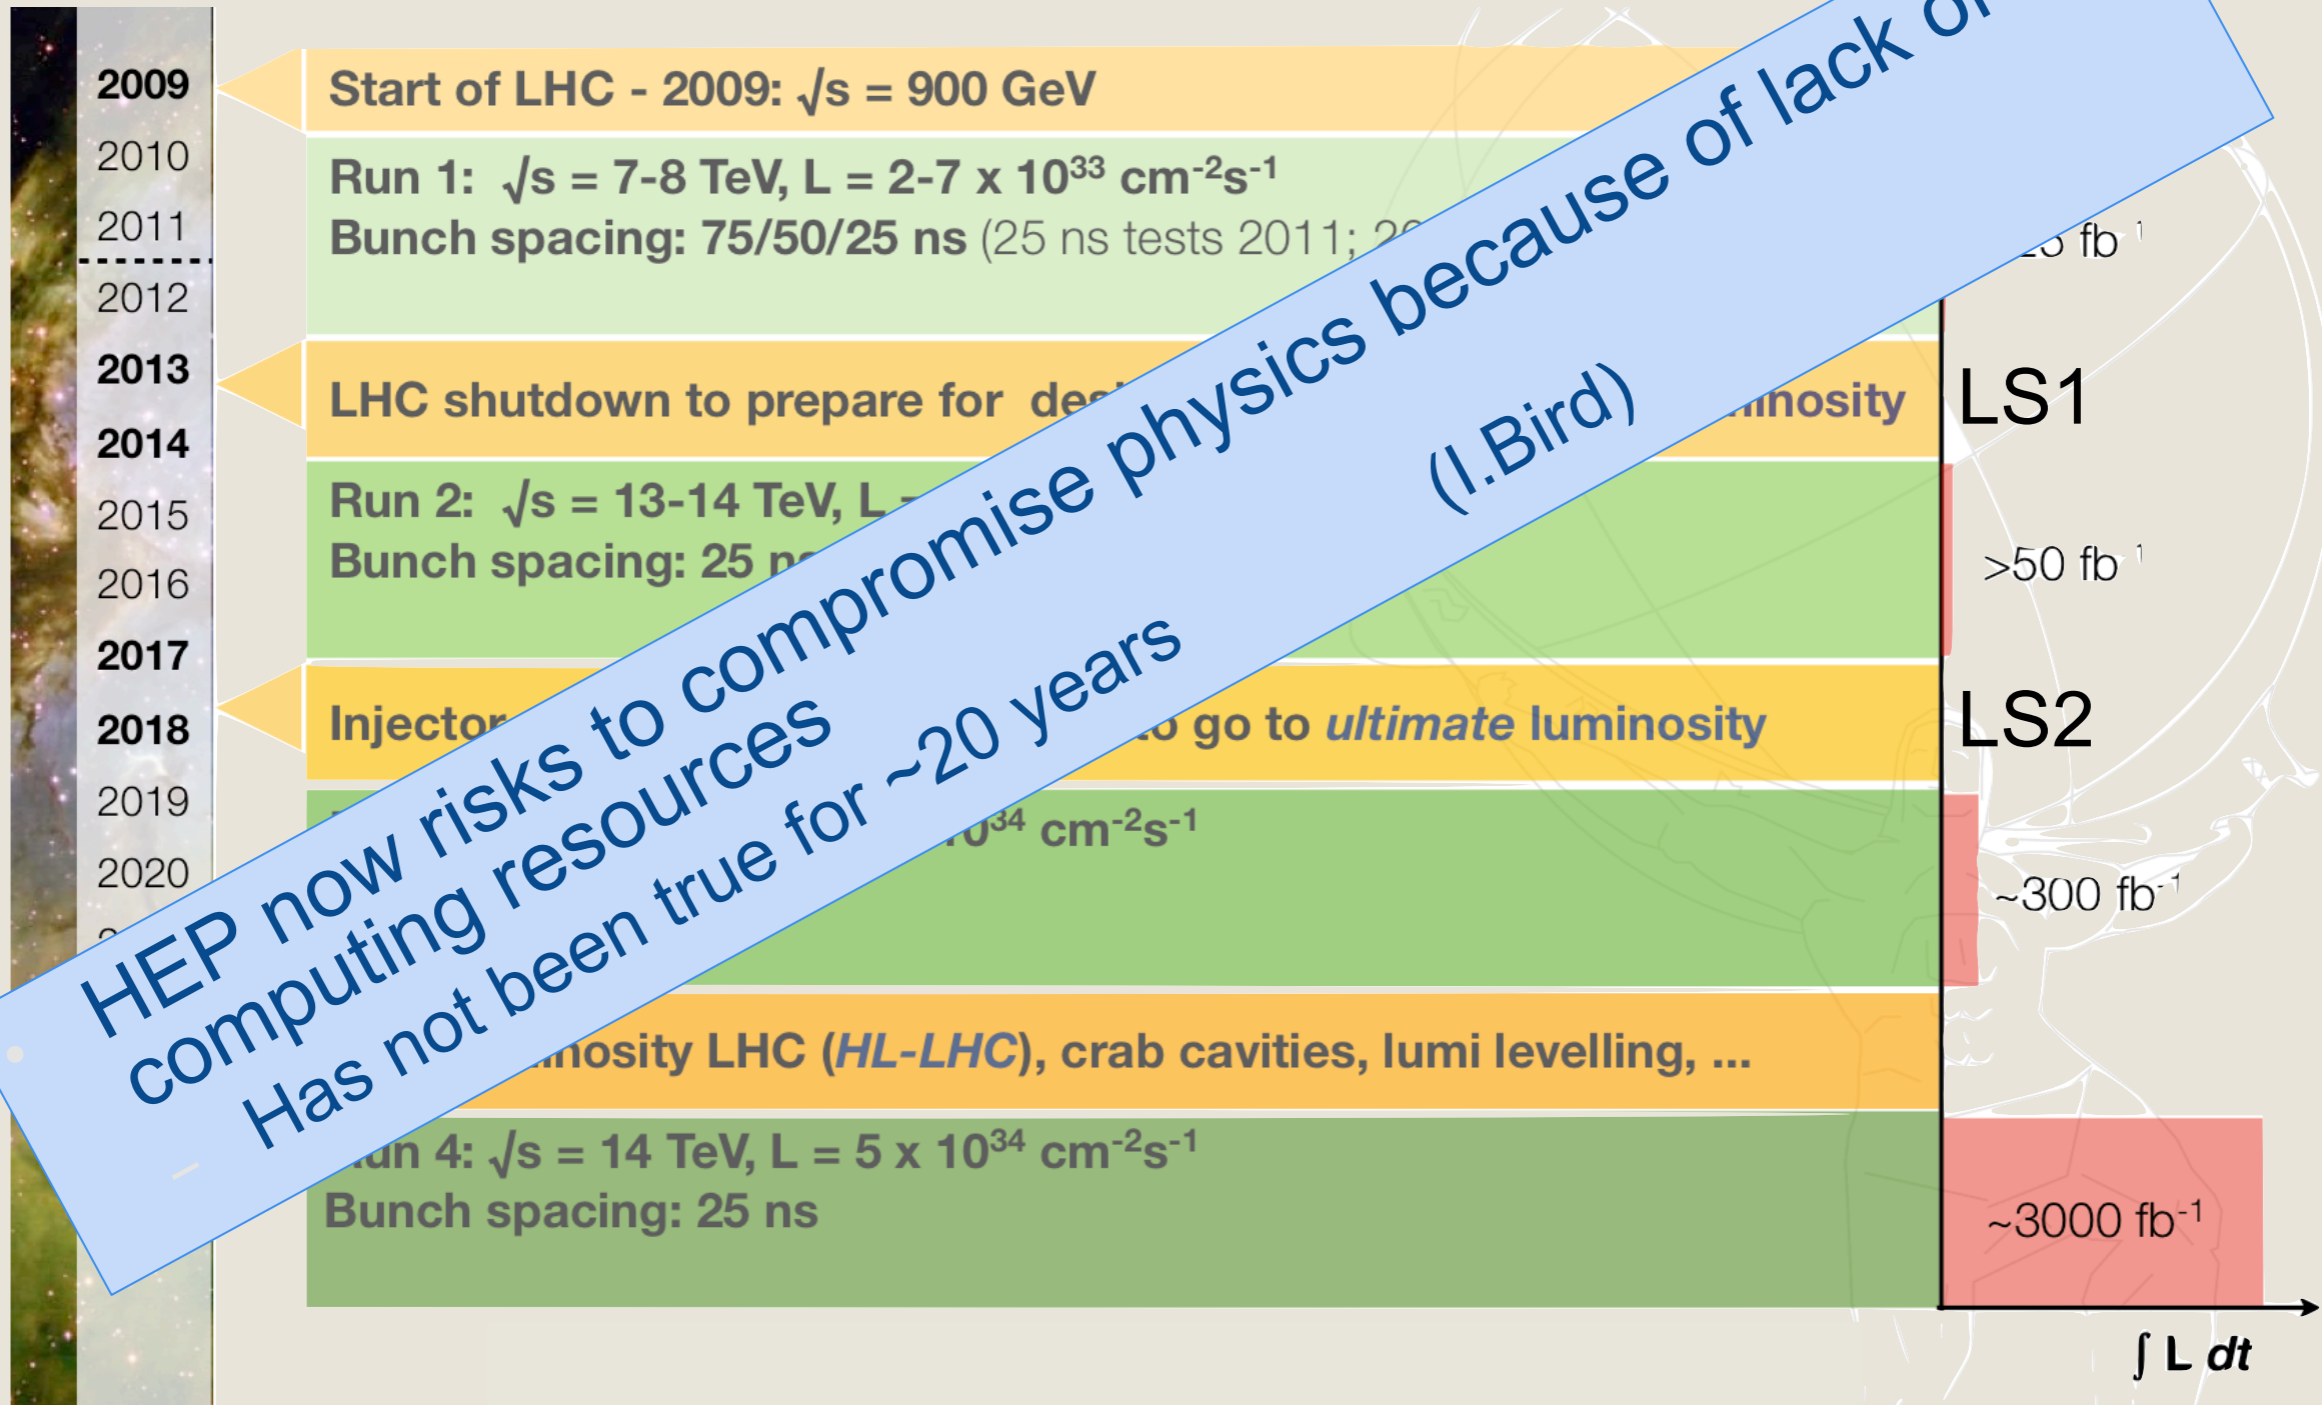 2009
Start of LHC - 2009: √s = 900 GeV
2010
2011
2012
Run 1: √s = 7-8 TeV, L = 2-7 x 10³³ cm⁻²s⁻¹
Bunch spacing: 75/50/25 ns (25 ns tests 2011;
fb⁻¹
2013
2014
LHC shutdown to prepare for
LS1
2015
2016
2017
Run 2: √s = 13-14 TeV, L
Bunch spacing: 25
>50 fb⁻¹
2018
go to ultimate luminosity
LS2
2019
2020
cm⁻²s⁻¹
~300 fb⁻¹
LHC (HL-LHC), crab cavities, lumi levelling, ...
4: √s = 14 TeV, L = 5 x 10³⁴ cm⁻²s⁻¹
Bunch spacing: 25 ns
~3000 fb⁻¹
∫ L dt
HEP now risks to compromise physics because of lack
computing resources
Has not been true for ~20 years (I.Bird)